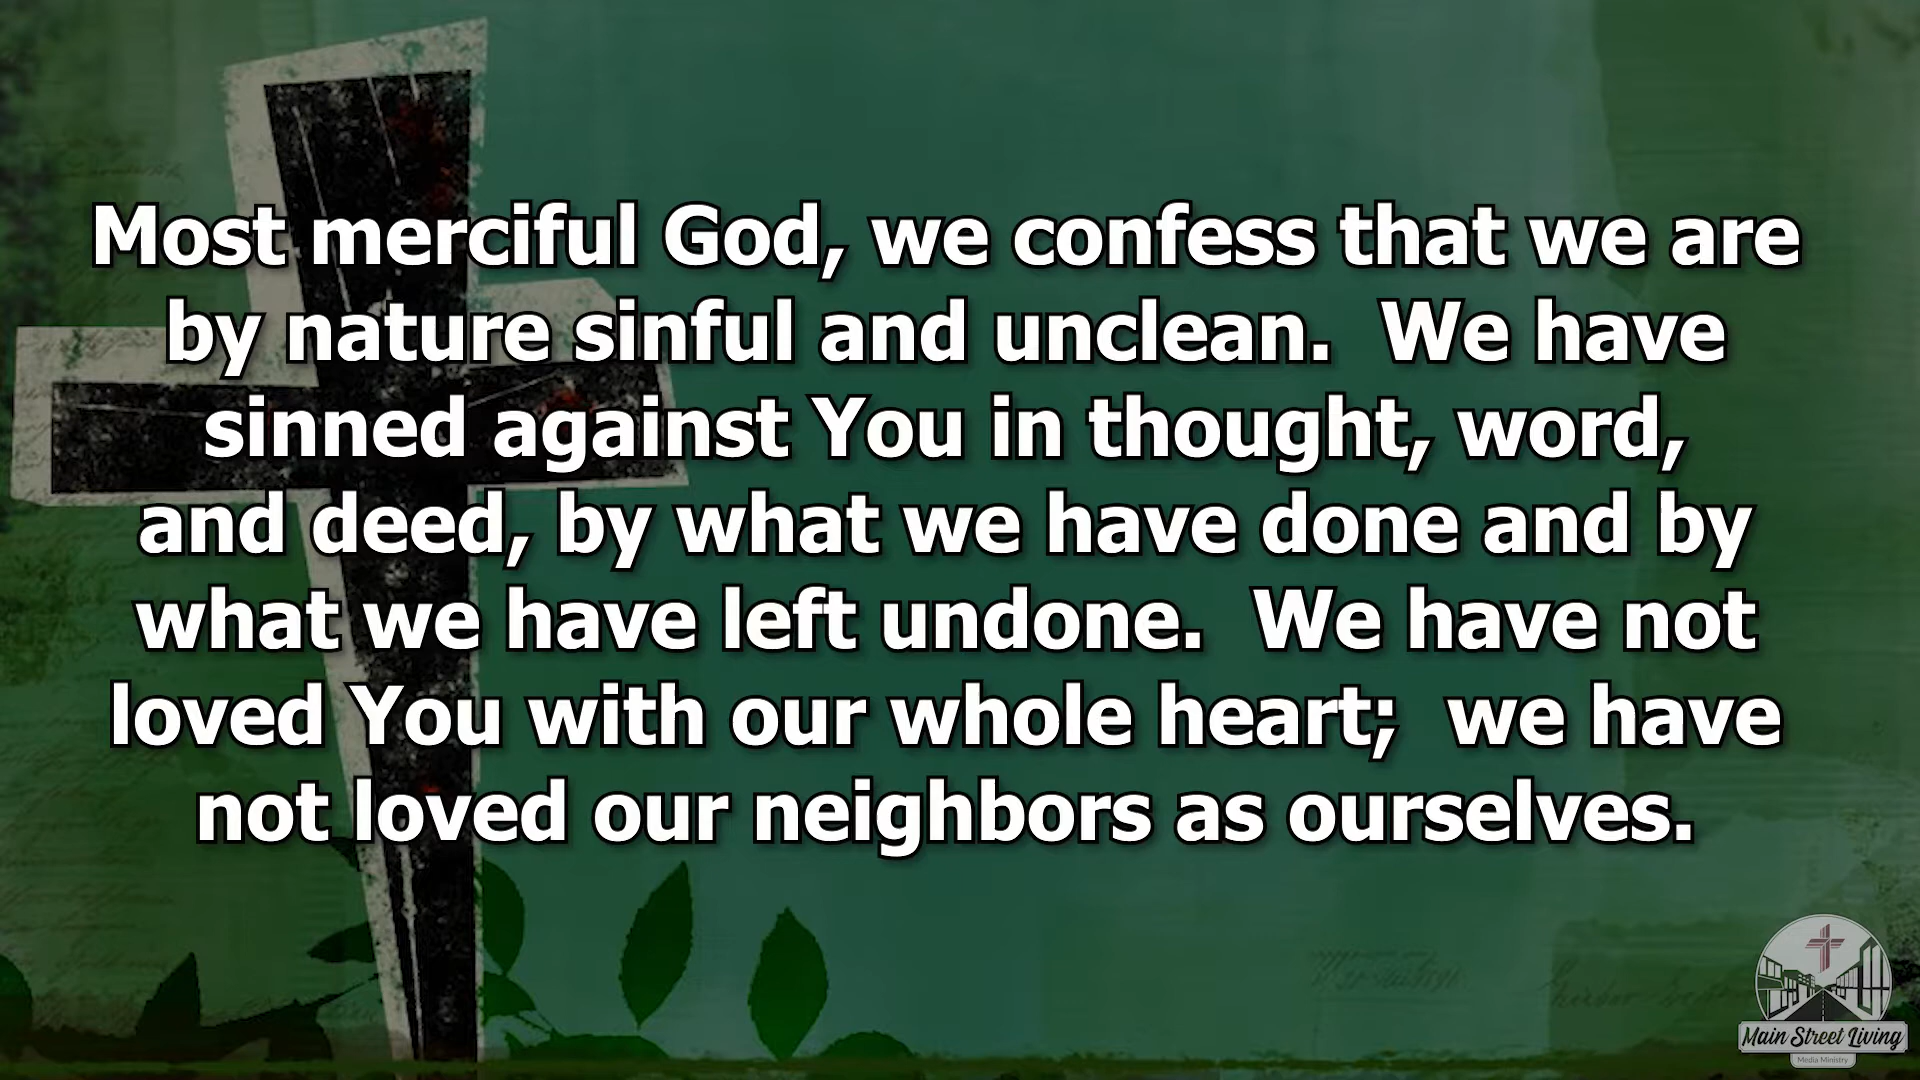 Most merciful God, we confess that we are
by nature sinful and unclean.  We have
sinned against You in thought, word,
and deed, by what we have done and by
what we have left undone.  We have not
loved You with our whole heart;  we have
not loved our neighbors as ourselves.
Main Street Living
Media Ministry